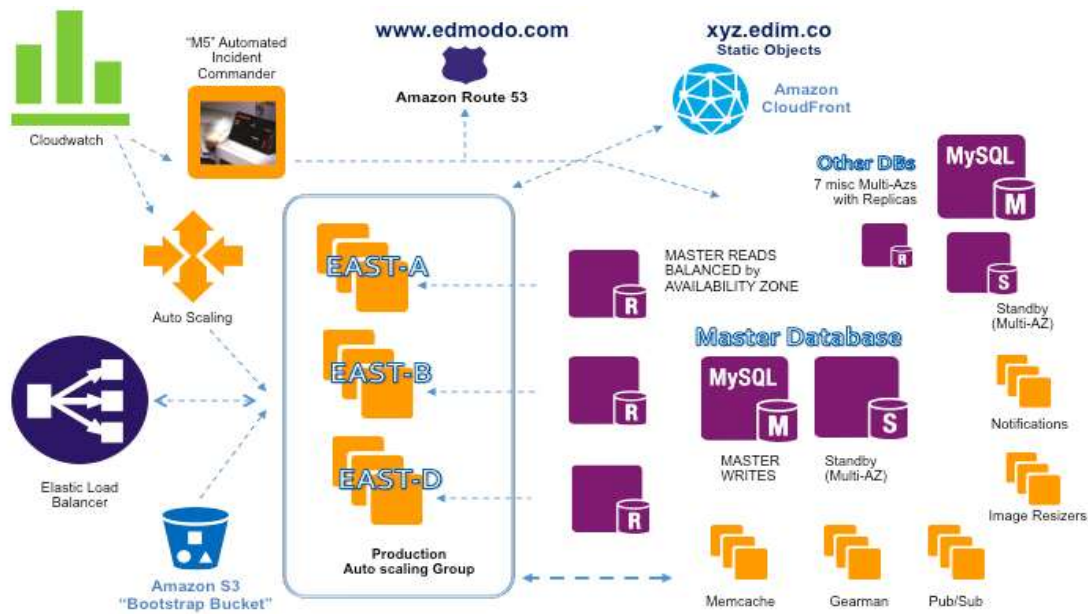 www.edmodo.com
xyz.edim.co
Static Objects
"M5" Automated
Incident
Commander
Amazon Route 53
Amazon
CloudFront
Cloudwatch
Other DBs
7 misc Multi-Azs
with Replicas
MySQL
M
R
S
Standby
(Multi-AZ)
Auto Scaling
EAST-A
R
MASTER READS
BALANCED by
AVAILABILITY ZONE
EAST-B
R
Master Database
MySQL
M
S
MASTER
WRITES
Standby
(Multi-AZ)
Notifications
Elastic Load
Balancer
EAST-D
R
Image Resizers
Amazon S3
"Bootstrap Bucket"
Production
Auto scaling Group
Memcache
Gearman
Pub/Sub